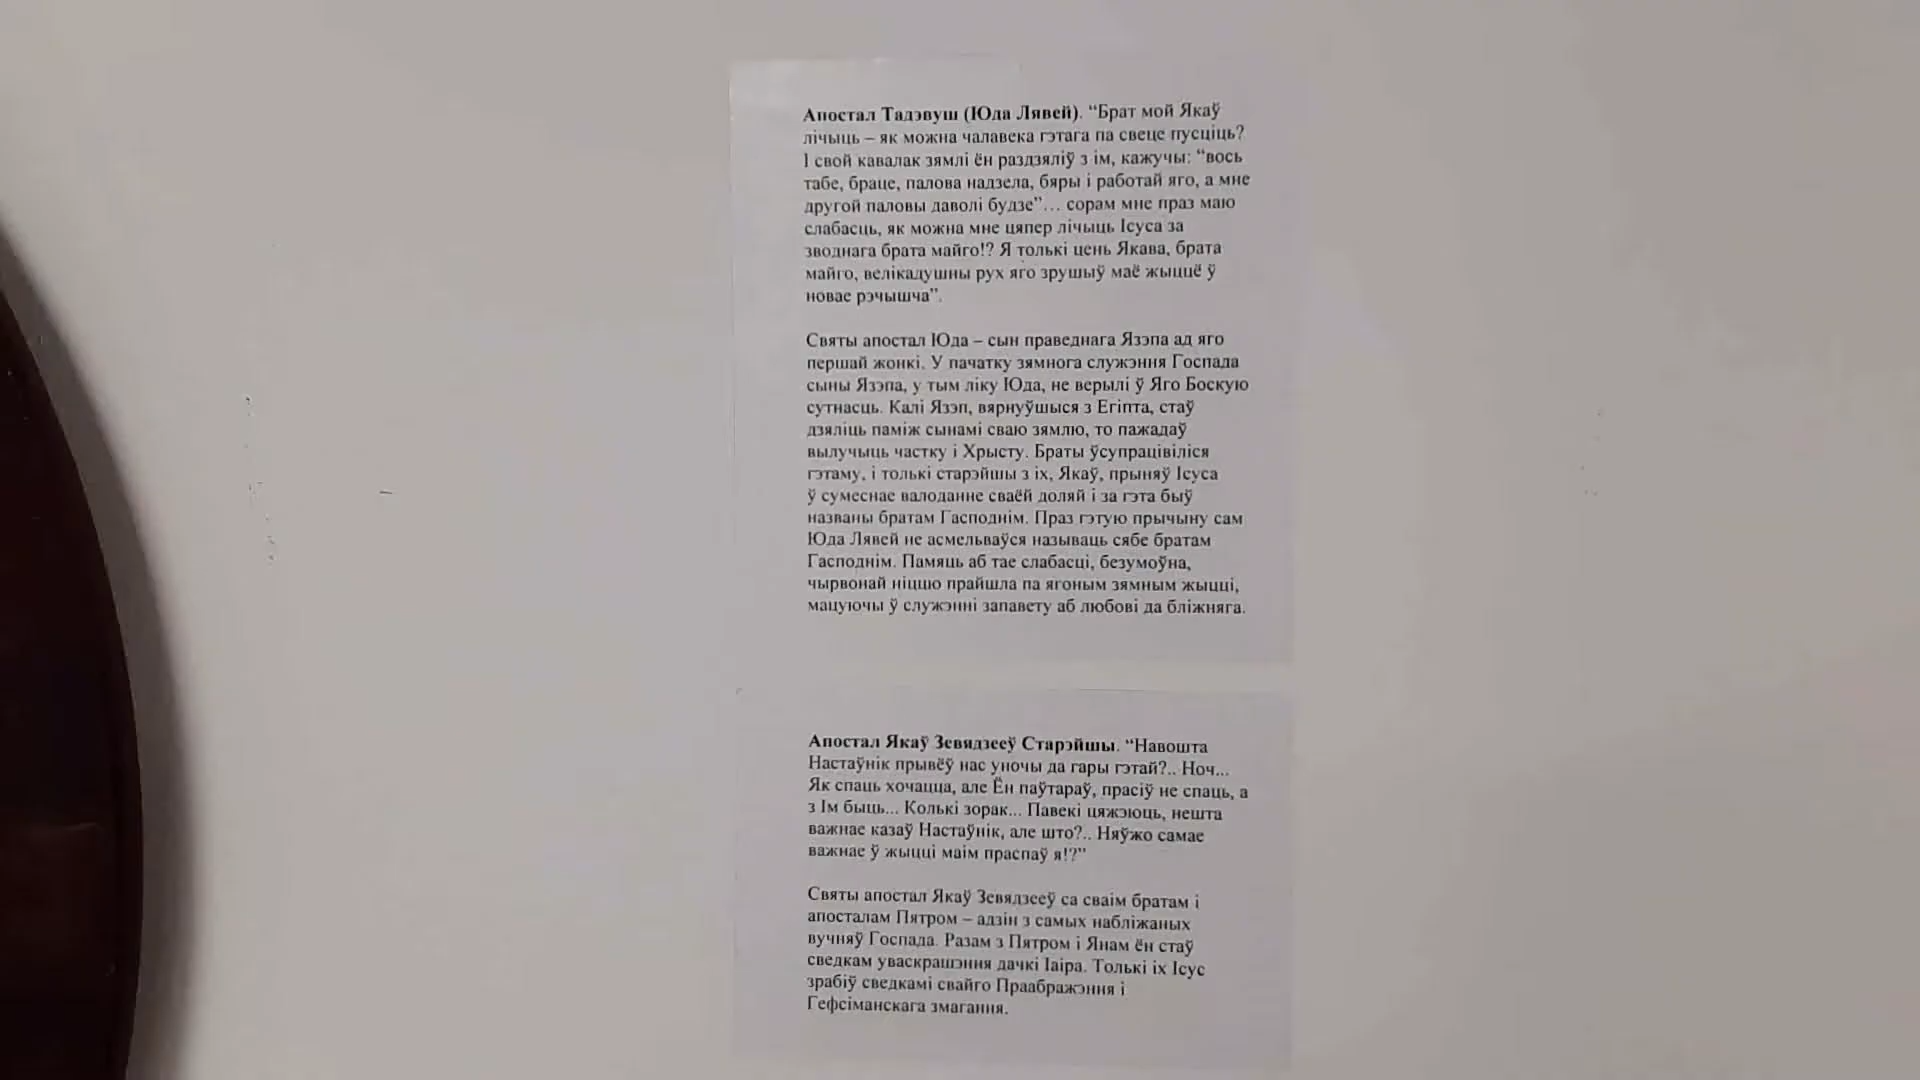 Апостал Тадэвуш (Юда Лявей). “Брат мой Якаў
лічыць – як можна чалавека гэтага па свеце пусціць?
І свой кавалак зямлі ён раздзяліў з ім, кажучы: “вось
табе, браце, палова надзела, бяры і работай яго, а мне
другой паловы даволі будзе”… сорам мне праз маю
слабасць, як можна мне цяпер лічыць Ісуса за
зводнага брата майго!? Я толькі цень Якава, брата
майго, велікадушны рух яго зрушыў маё жыццё ў
новае рэчышча”.
Святы апостал Юда – сын праведнага Язэпа ад яго
першай жонкі. У пачатку зямнога служэння Госпада
сыны Язэпа, у тым ліку Юда, не верылі ў Яго Боскую
сутнасць. Калі Язэп, вярнуўшыся з Егіпта, стаў
дзяліць паміж сынамі сваю зямлю, то пажадаў
вылучыць частку і Хрысту. Браты ўсупрацівіліся
гэтаму, і толькі старэйшы з іх, Якаў, прыняў Ісуса
ў сумеснае валоданне сваёй доляй і за гэта быў
названы братам Гасподнім. Праз гэтую прычыну сам
Юда Лявей не асмельваўся называць сябе братам
Гасподнім. Памяць аб тае слабасці, безумоўна,
чырвонай ніццю прайшла па ягоным зямным жыцці,
мацуючы ў служэнні запавету аб любові да бліжняга.
Апостал Якаў Зевядзееў Старэйшы. “Навошта
Настаўнік прывёў нас уночы да гары гэтай?.. Ноч...
Як спаць хочацца, але Ён паўтараў, прасіў не спаць, а
з Ім быць... Колькі зорак... Павекі цяжэюць, нешта
важнае казаў Настаўнік, але што?.. Няўжо самае
важнае ў жыцці маім праспаў я!?”
Святы апостал Якаў Зевядзееў са сваім братам і
апосталам Пятром – адзін з самых набліжаных
вучняў Госпада. Разам з Пятром і Янам ён стаў
сведкам уваскрашэння дачкі Іаіра. Толькі іх Ісус
зрабіў сведкамі свайго Праабражэння і
Гефсіманскага змагання.